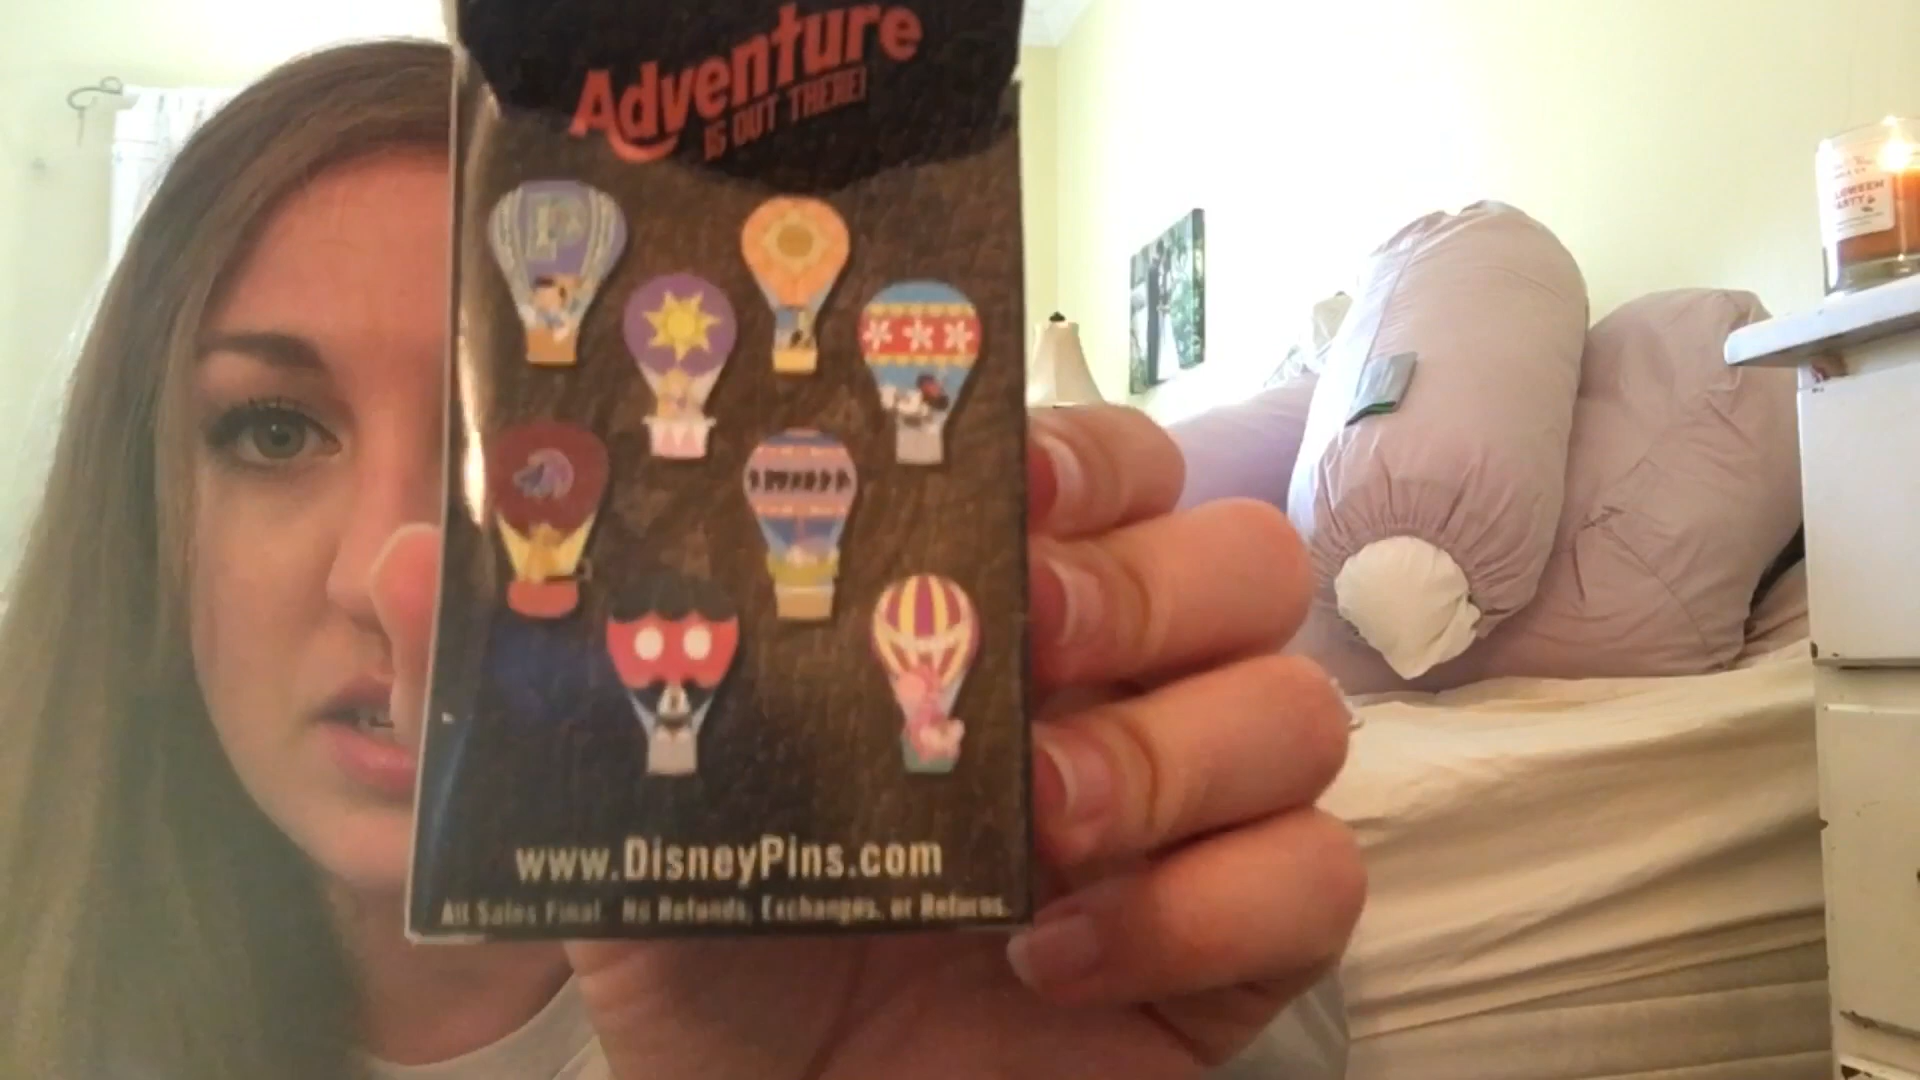 Adventure
IS OUT THERE!
P
www.DisneyPins.com
All Sales Final. No Refunds, Exchanges, or Returns.